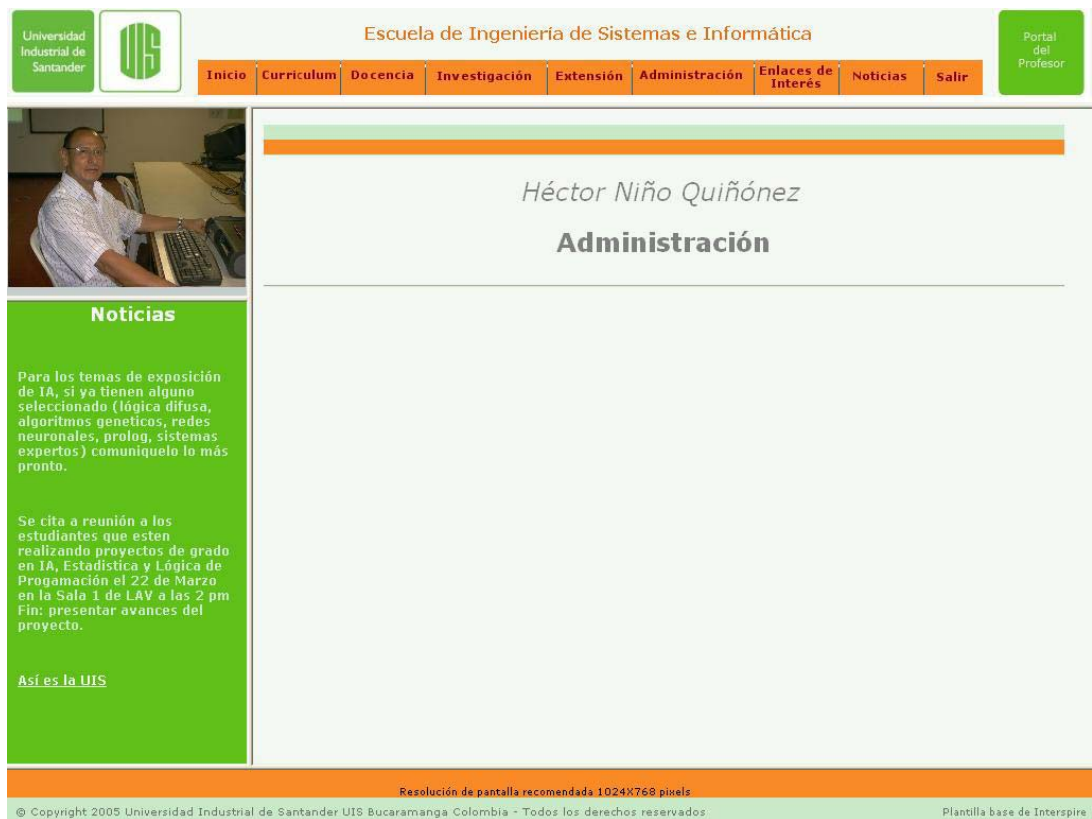 Universidad
Industrial de
Santander
UIS
Escuela de Ingeniería de Sistemas e Informática
Portal
del
Profesor
Inicio Curriculum Docencia Investigación Extensión Administración Enlaces de Interés Noticias Salir
Héctor Niño Quiñónez
Administración
Noticias
Para los temas de exposición
de IA, si ya tienen alguno
seleccionado (lógica difusa,
algoritmos geneticos, redes
neuronales, prolog, sistemas
expertos) comuniquelo lo más
pronto.
Se cita a reunión a los
estudiantes que esten
realizando proyectos de grado
en IA, Estadistica y Lógica de
Progamación el 22 de Marzo
en la Sala 1 de LAV a las 2 pm
Fin: presentar avances del
proyecto.
Así es la UIS
Resolución de pantalla recomendada 1024X768 pixels
© Copyright 2005 Universidad Industrial de Santander UIS Bucaramanga Colombia - Todos los derechos reservados
Plantilla base de Interspire